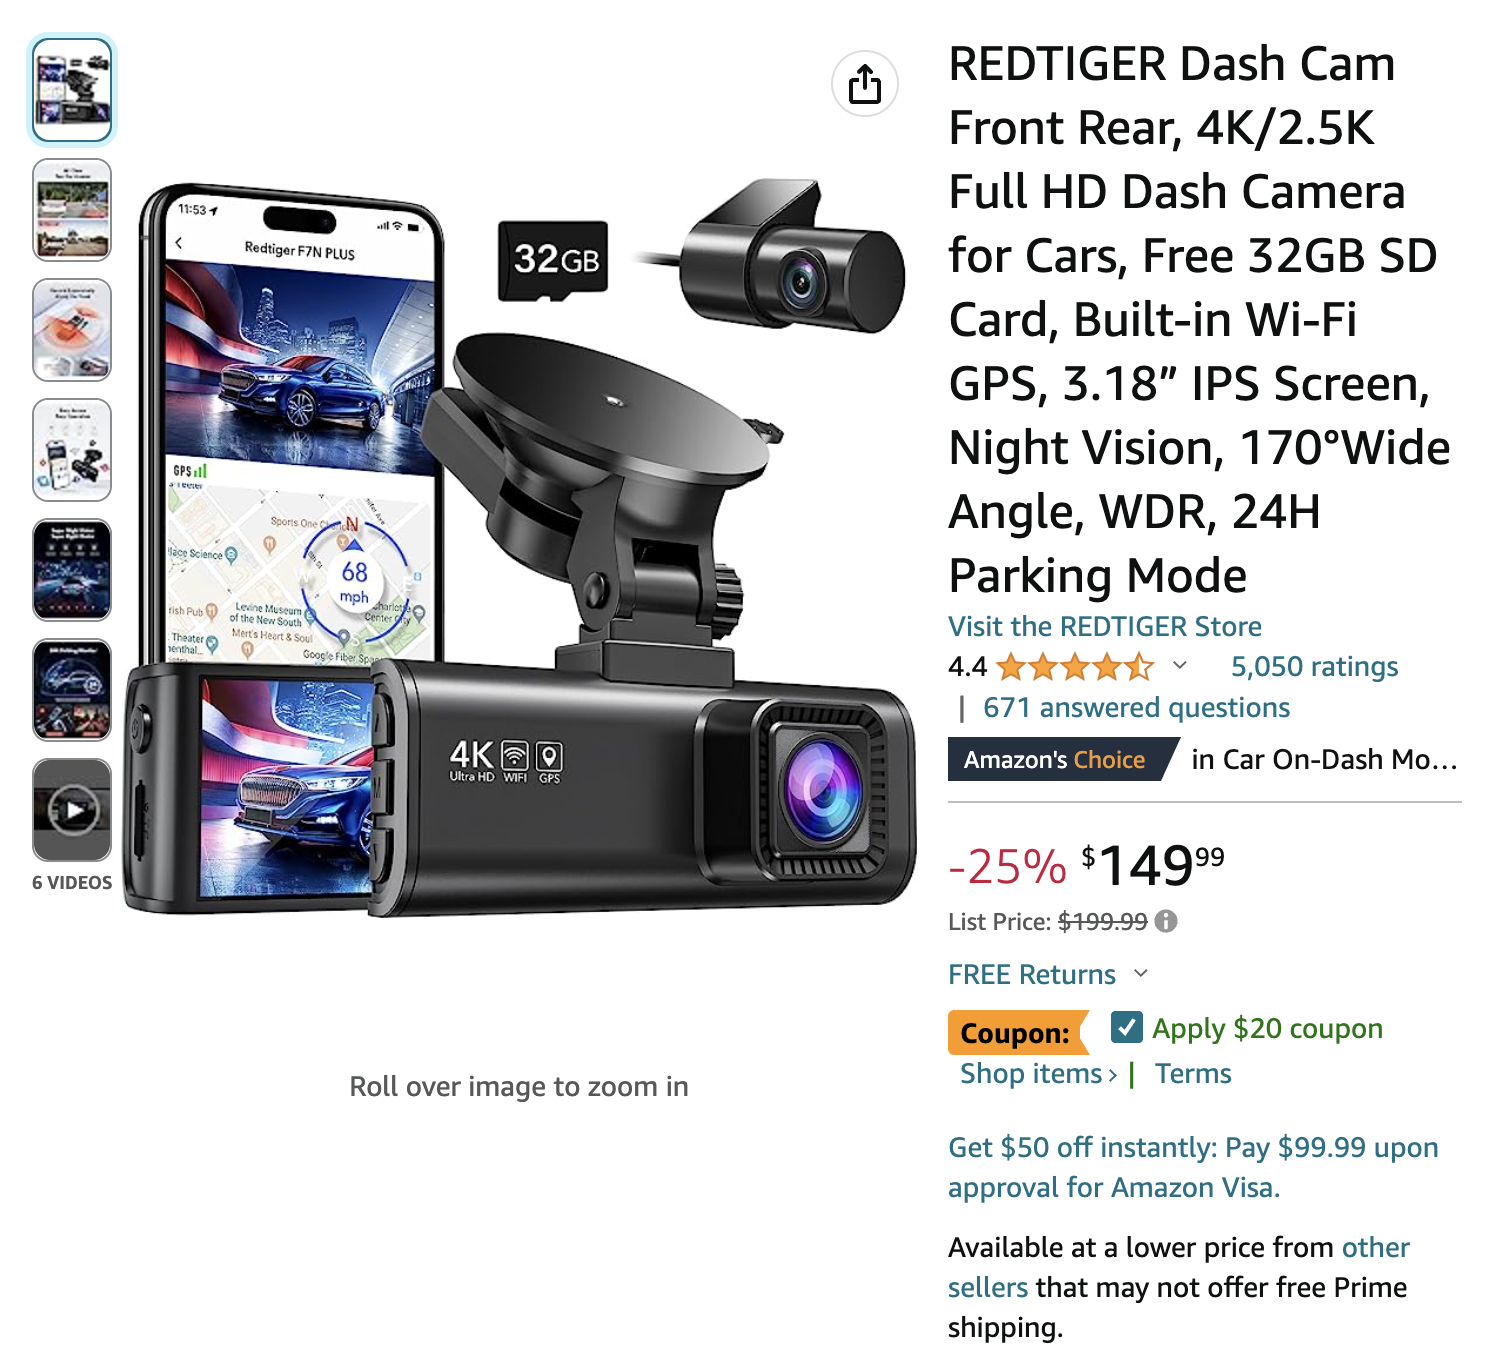 6 VIDEOS
11:53
Redtiger F7N PLUS
GPS
Sports One
Place Science
N
68
mph
Irish Pub
Levine Museum
of the New South
Center City
Theater
Mert's Heart & Soul
Google Fiber Space
32GB
4K
Ultra HD WIFI GPS
Roll over image to zoom in
REDTIGER Dash Cam
Front Rear, 4K/2.5K
Full HD Dash Camera
for Cars, Free 32GB SD
Card, Built-in Wi-Fi
GPS, 3.18” IPS Screen,
Night Vision, 170°Wide
Angle, WDR, 24H
Parking Mode
Visit the REDTIGER Store
4.4 5,050 ratings
| 671 answered questions
Amazon's Choice in Car On-Dash Mo...
-25% $14999
List Price: $199.99
FREE Returns
Coupon: Apply $20 coupon
Shop items › | Terms
Get $50 off instantly: Pay $99.99 upon
approval for Amazon Visa.
Available at a lower price from other
sellers that may not offer free Prime
shipping.